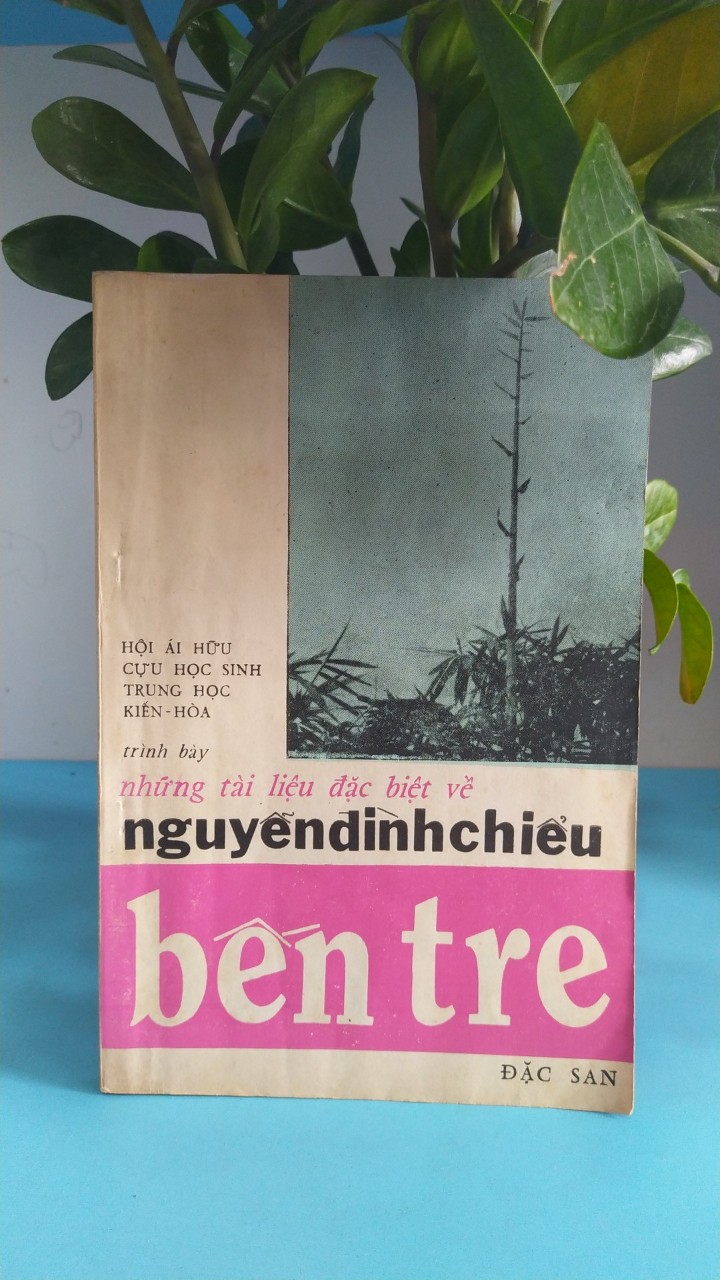 HỘI ÁI HỮU
CỰU HỌC SINH
TRUNG HỌC
KIẾN-HÒA
trình bày
những tài liệu đặc biệt về
nguyễnđìnhchiểu
bến tre
ĐẶC SAN